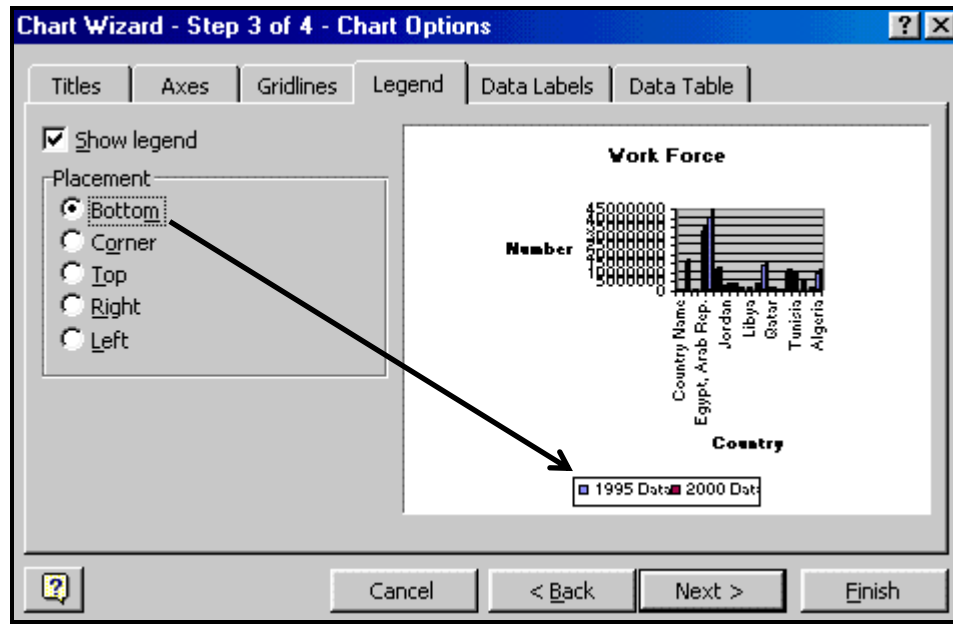 Chart Wizard - Step 3 of 4 - Chart Options
Titles
Axes
Gridlines
Legend
Data Labels
Data Table
Show legend
Placement
Bottom
Corner
Top
Right
Left
Work Force
Number
45000000
5000000
0
Country Name
Egypt, Arab Rep.
Jordan
Libya
Qatar
Tunisia
Algeria
Country
1995 Data
2000 Dat
Cancel
< Back
Next >
Finish